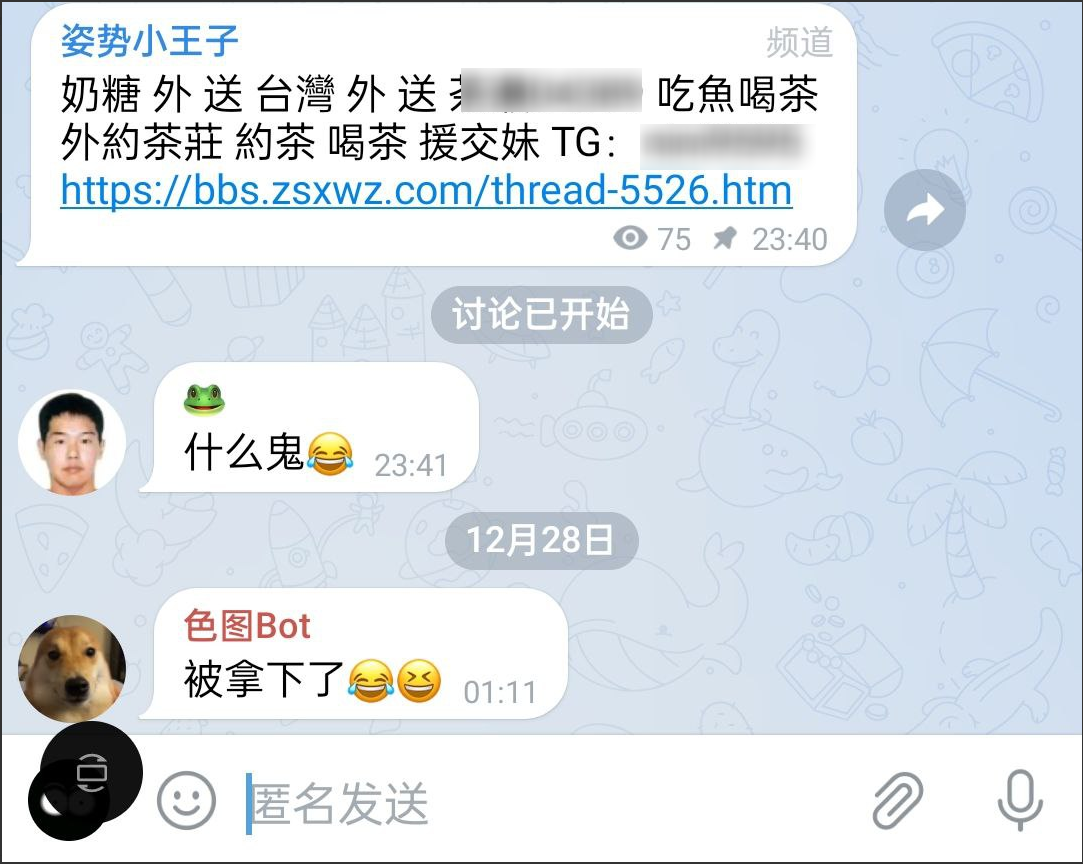 姿势小王子 频道
奶糖 外 送 台灣 外 送 吃魚喝茶
外約茶莊 約茶 喝茶 援交妹 TG：
https://bbs.zsxwz.com/thread-5526.htm
75 23:40
讨论已开始
🐸
什么鬼😂 23:41
12月28日
色图Bot
被拿下了😂😆 01:11
匿名发送